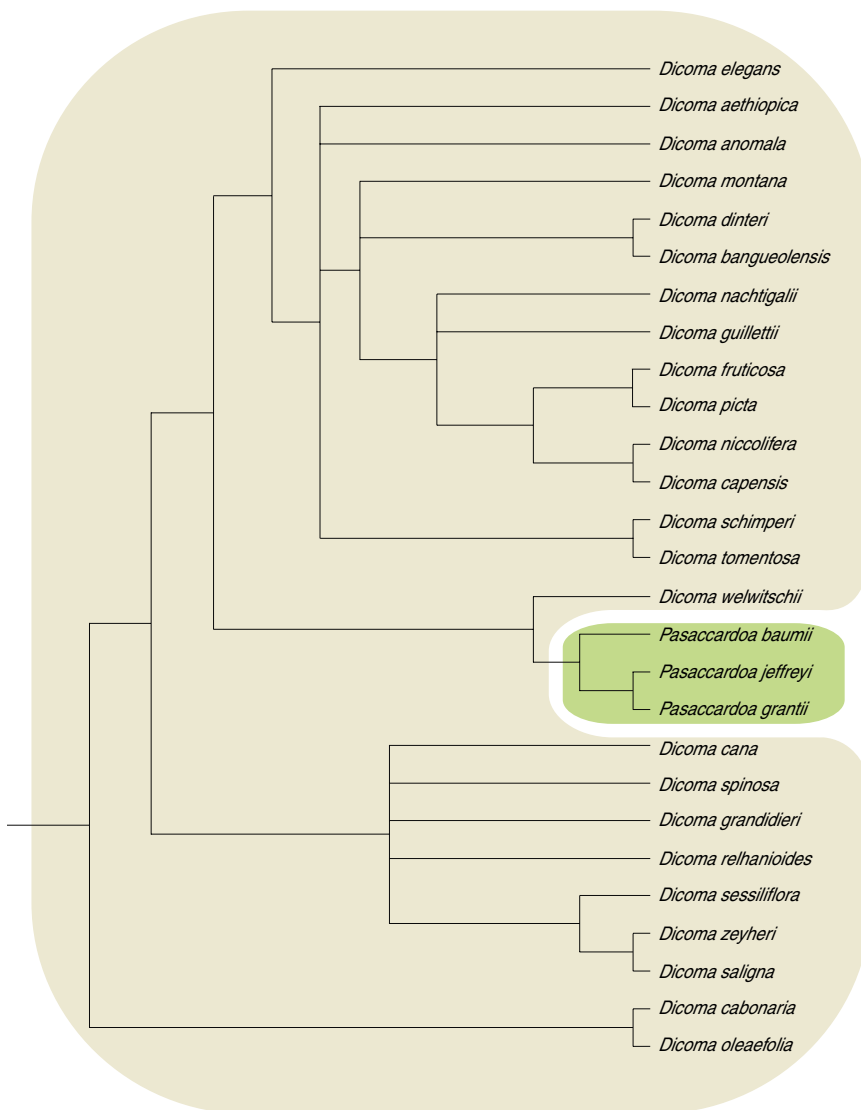 Dicoma elegans
Dicoma aethiopica
Dicoma anomala
Dicoma montana
Dicoma dinteri
Dicoma bangueolensis
Dicoma nachtigalii
Dicoma guillettii
Dicoma fruticosa
Dicoma picta
Dicoma niccolifera
Dicoma capensis
Dicoma schimperi
Dicoma tomentosa
Dicoma welwitschii
Pasaccardoa baumii
Pasaccardoa jeffreyi
Pasaccardoa grantii
Dicoma cana
Dicoma spinosa
Dicoma grandidieri
Dicoma relhanioides
Dicoma sessiliflora
Dicoma zeyheri
Dicoma saligna
Dicoma cabonaria
Dicoma oleaefolia